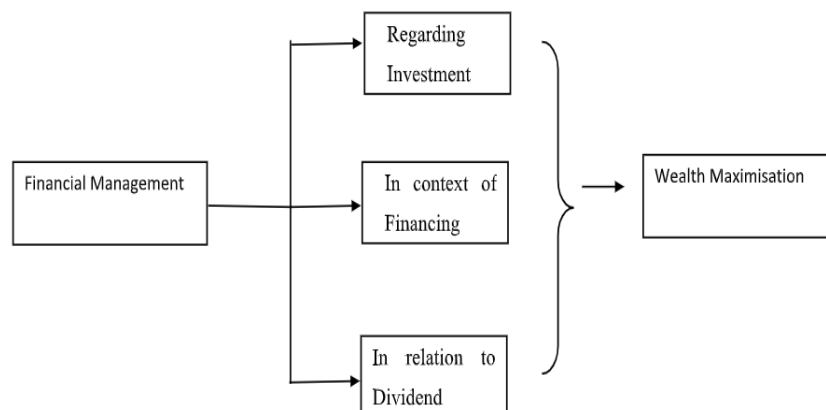 Regarding
Investment
Financial Management
In context of
Financing
Wealth Maximisation
In relation to
Dividend